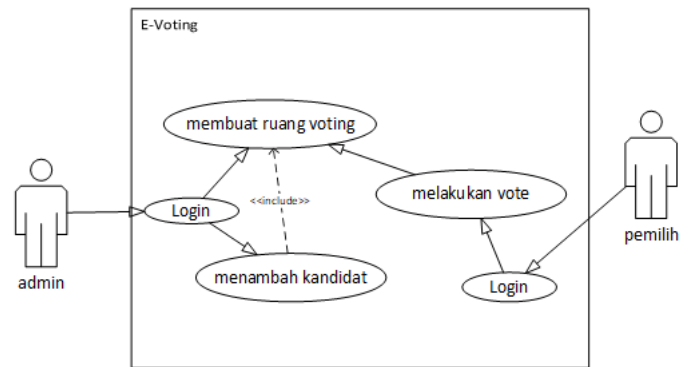 E-Voting
membuat ruang voting
melakukan vote
Login
<<include>>
menambah kandidat
Login
admin
pemilih